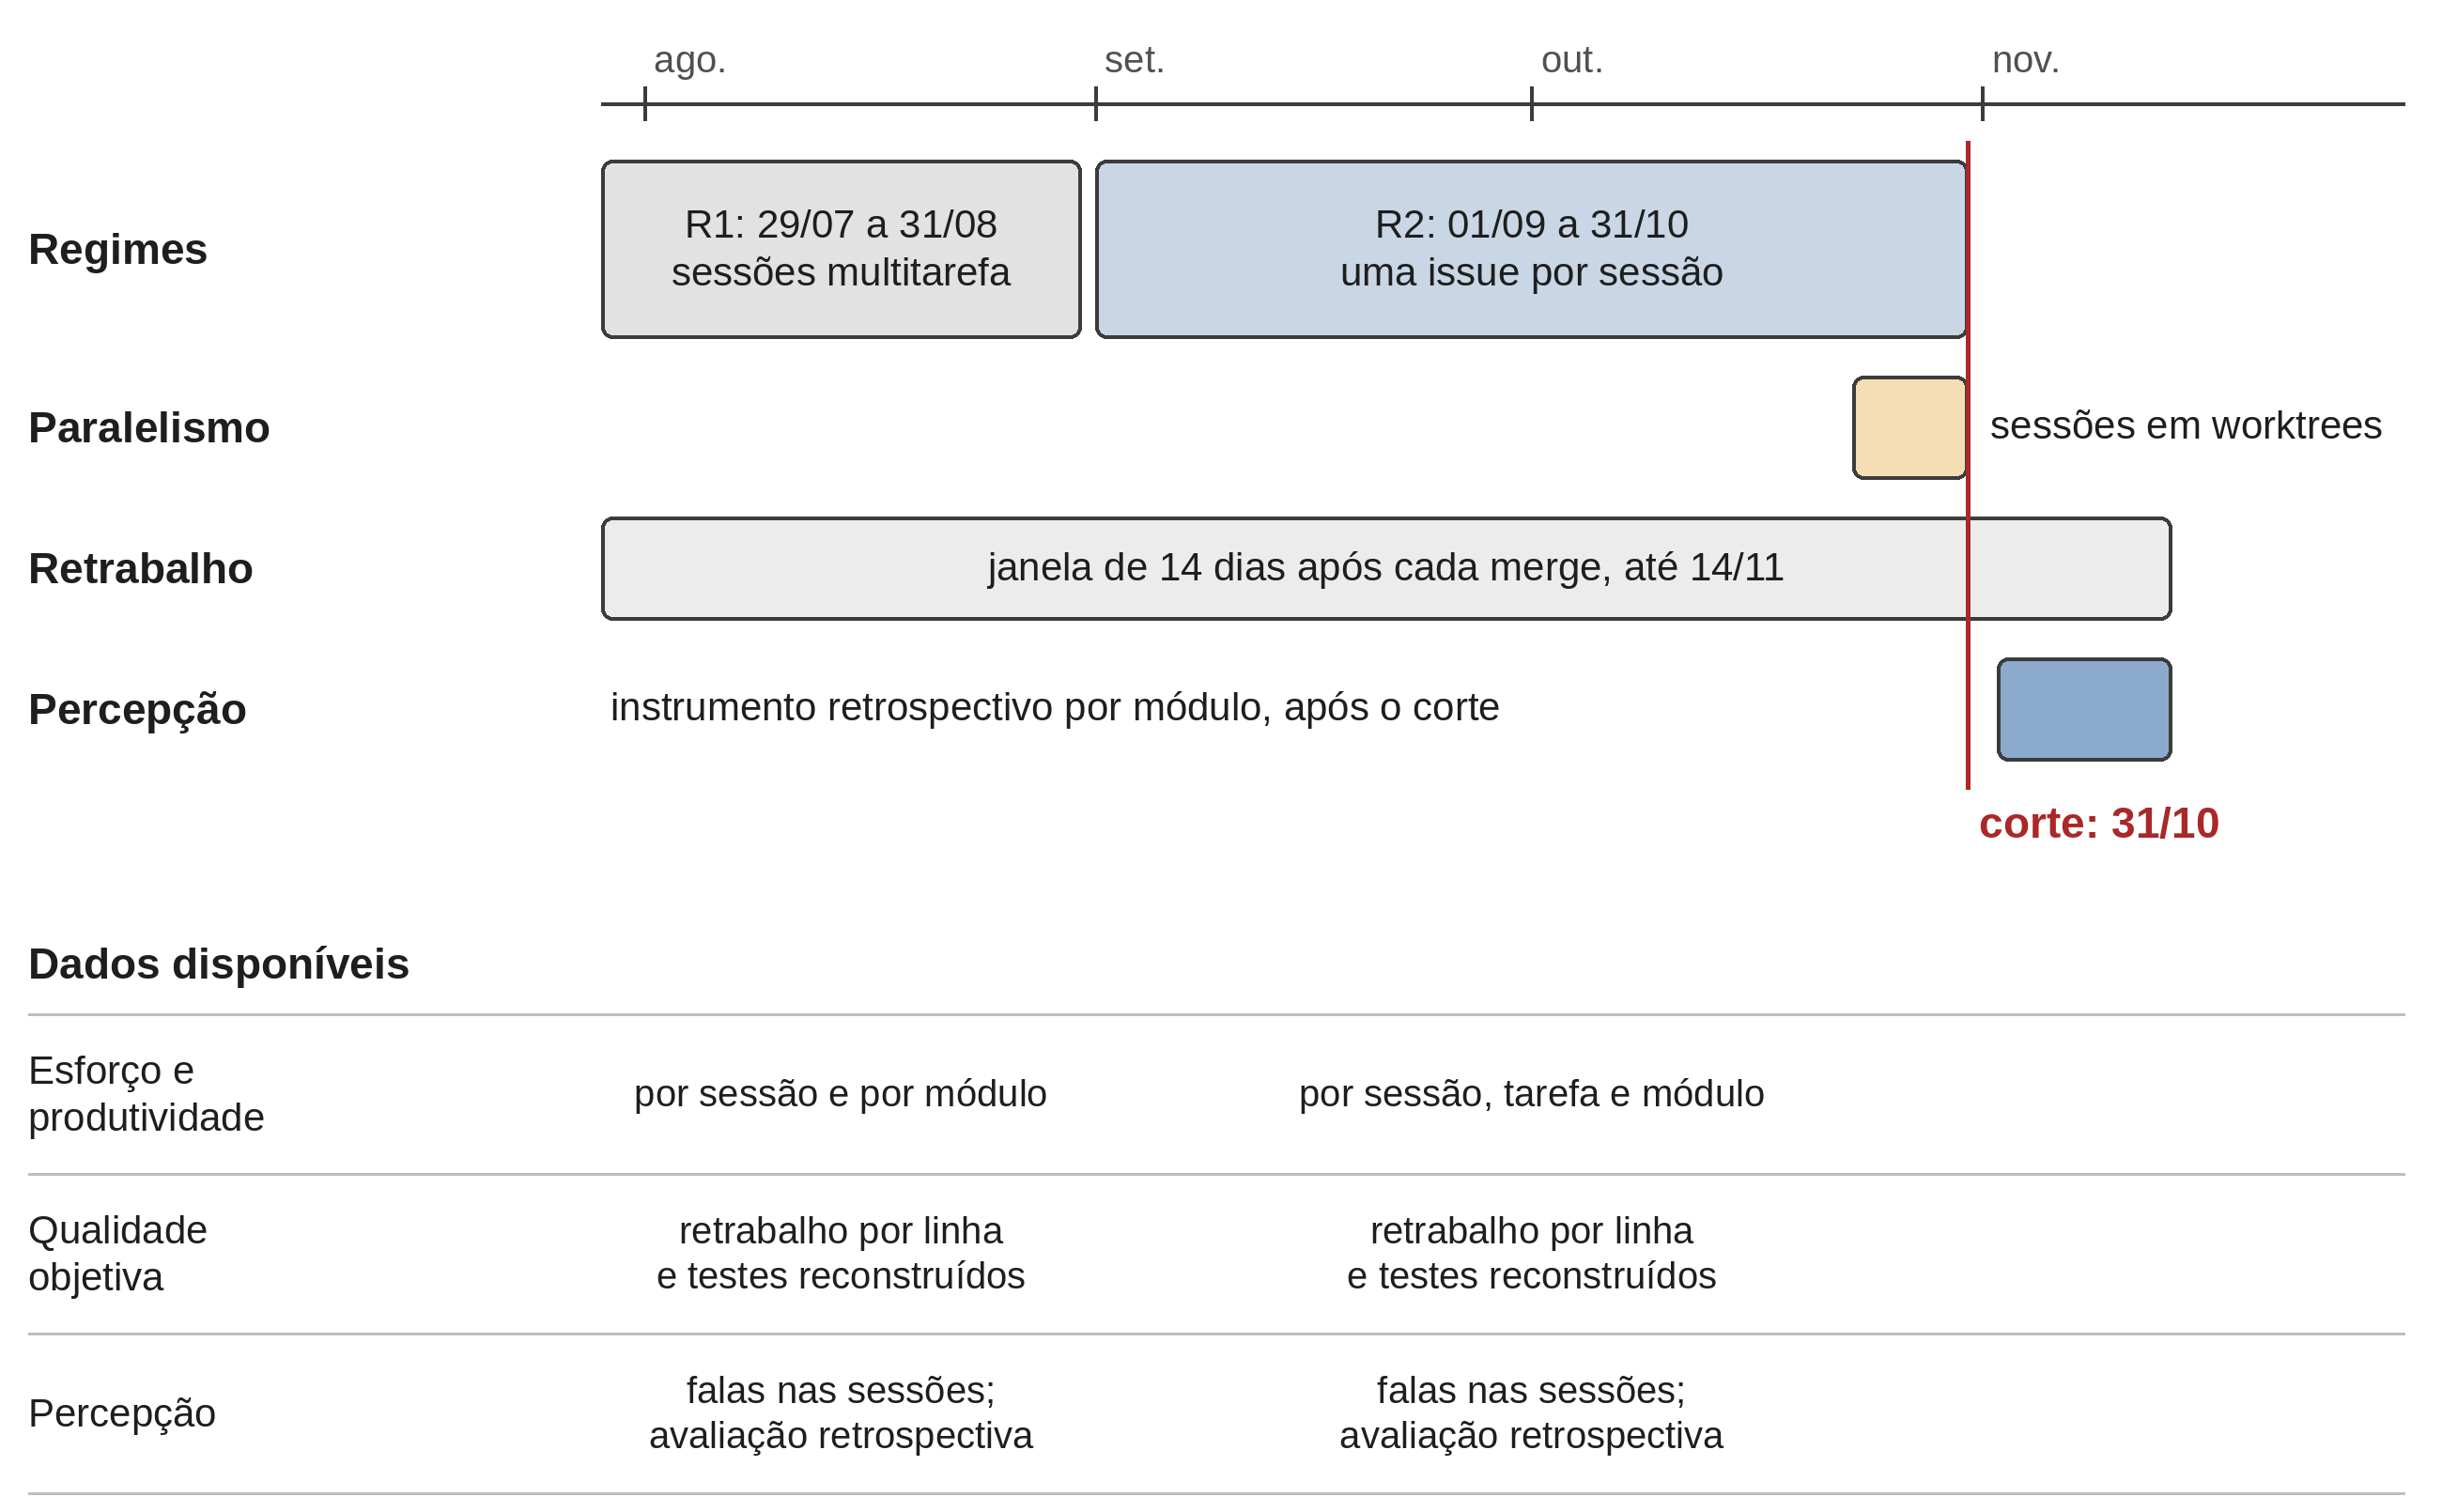 ago.
set.
out.
nov.
Regimes
R1: 29/07 a 31/08
sessões multitarefa
R2: 01/09 a 31/10
uma issue por sessão
Paralelismo
sessões em worktrees
Retrabalho
janela de 14 dias após cada merge, até 14/11
Percepção
instrumento retrospectivo por módulo, após o corte
corte: 31/10
Dados disponíveis
Esforço e
produtividade
por sessão e por módulo
por sessão, tarefa e módulo
Qualidade
objetiva
retrabalho por linha
e testes reconstruídos
retrabalho por linha
e testes reconstruídos
Percepção
falas nas sessões;
avaliação retrospectiva
falas nas sessões;
avaliação retrospectiva